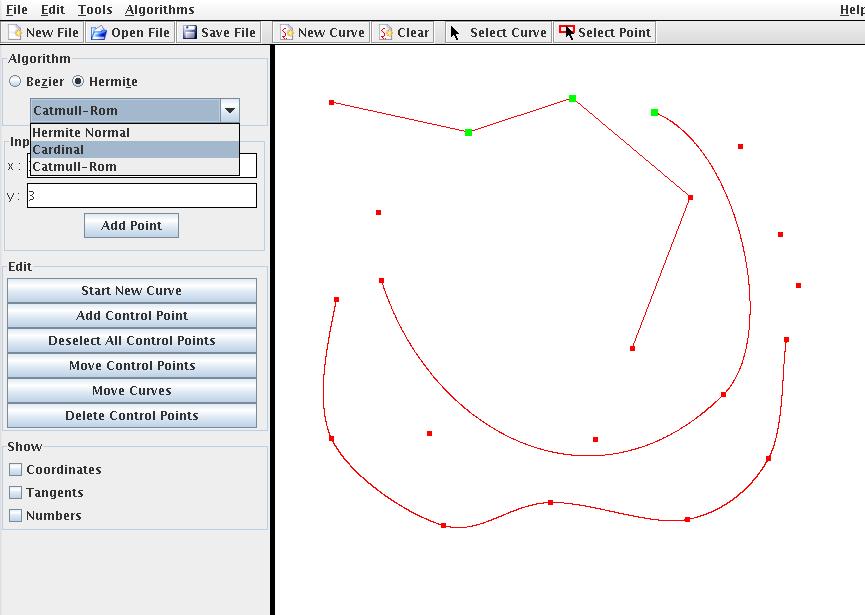 File Edit Tools Algorithms Help
New File Open File Save File New Curve Clear Select Curve Select Point
Algorithm
Bezier Hermite
Catmull-Rom
Hermite Normal
Cardinal
Catmull-Rom
x :
y : 3
Add Point
Edit
Start New Curve
Add Control Point
Deselect All Control Points
Move Control Points
Move Curves
Delete Control Points
Show
Coordinates
Tangents
Numbers